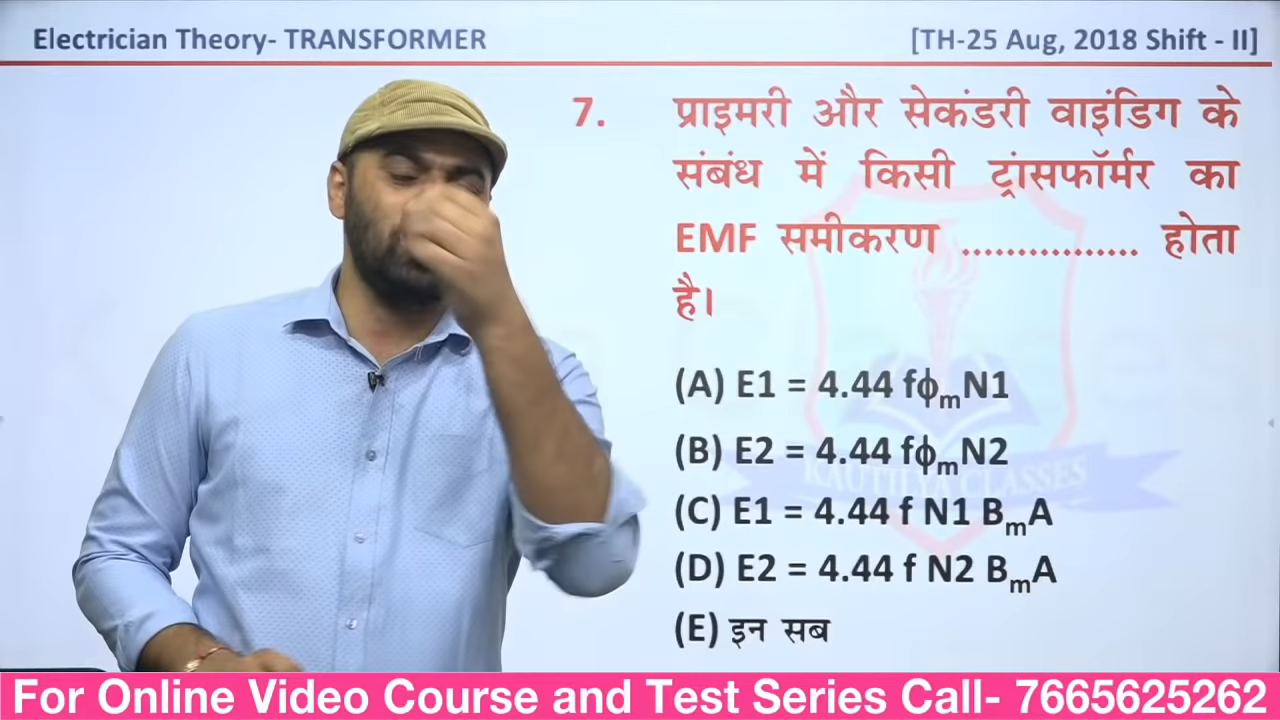 Electrician Theory- TRANSFORMER
[TH-25 Aug, 2018 Shift - II]
7. प्राइमरी और सेकंडरी वाइंडिग के
संबंध में किसी ट्रांसफॉर्मर का
EMF समीकरण ................ होता
है।
(A) E1 = 4.44 fϕₘN1
(B) E2 = 4.44 fϕₘN2
(C) E1 = 4.44 f N1 BₘA
(D) E2 = 4.44 f N2 BₘA
(E) इन सब
KAUTILYA CLASSES
For Online Video Course and Test Series Call- 7665625262